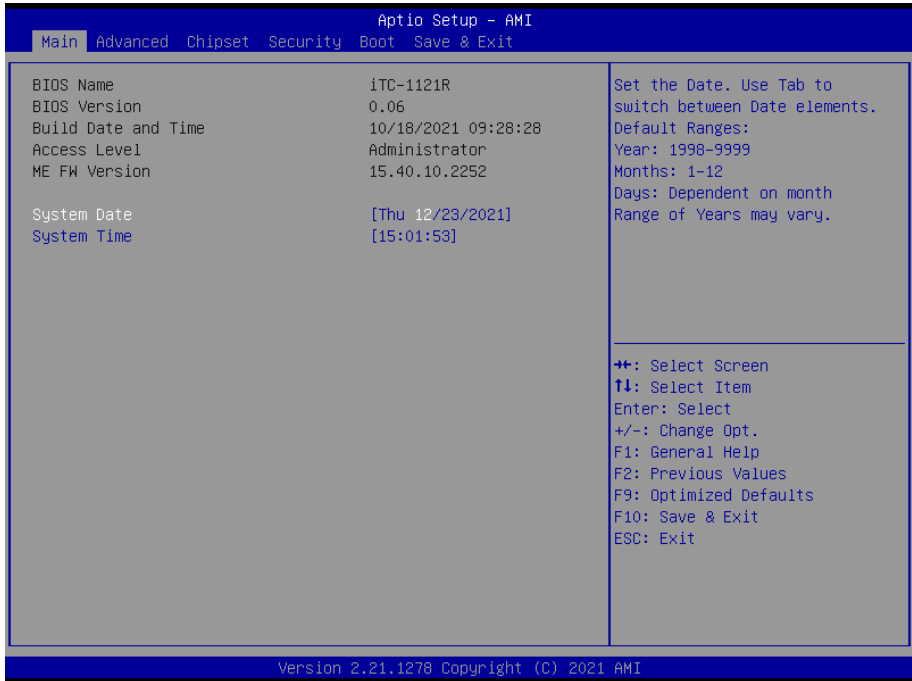 Aptio Setup - AMI
Main Advanced Chipset Security Boot Save & Exit
BIOS Name iTC-1121R
BIOS Version 0.06
Build Date and Time 10/18/2021 09:28:28
Access Level Administrator
ME FW Version 15.40.10.2252
System Date [Thu 12/23/2021]
System Time [15:01:53]
Set the Date. Use Tab to
switch between Date elements.
Default Ranges:
Year: 1998-9999
Months: 1-12
Days: Dependent on month
Range of Years may vary.
→←: Select Screen
↑↓: Select Item
Enter: Select
+/-: Change Opt.
F1: General Help
F2: Previous Values
F9: Optimized Defaults
F10: Save & Exit
ESC: Exit
Version 2.21.1278 Copyright (C) 2021 AMI